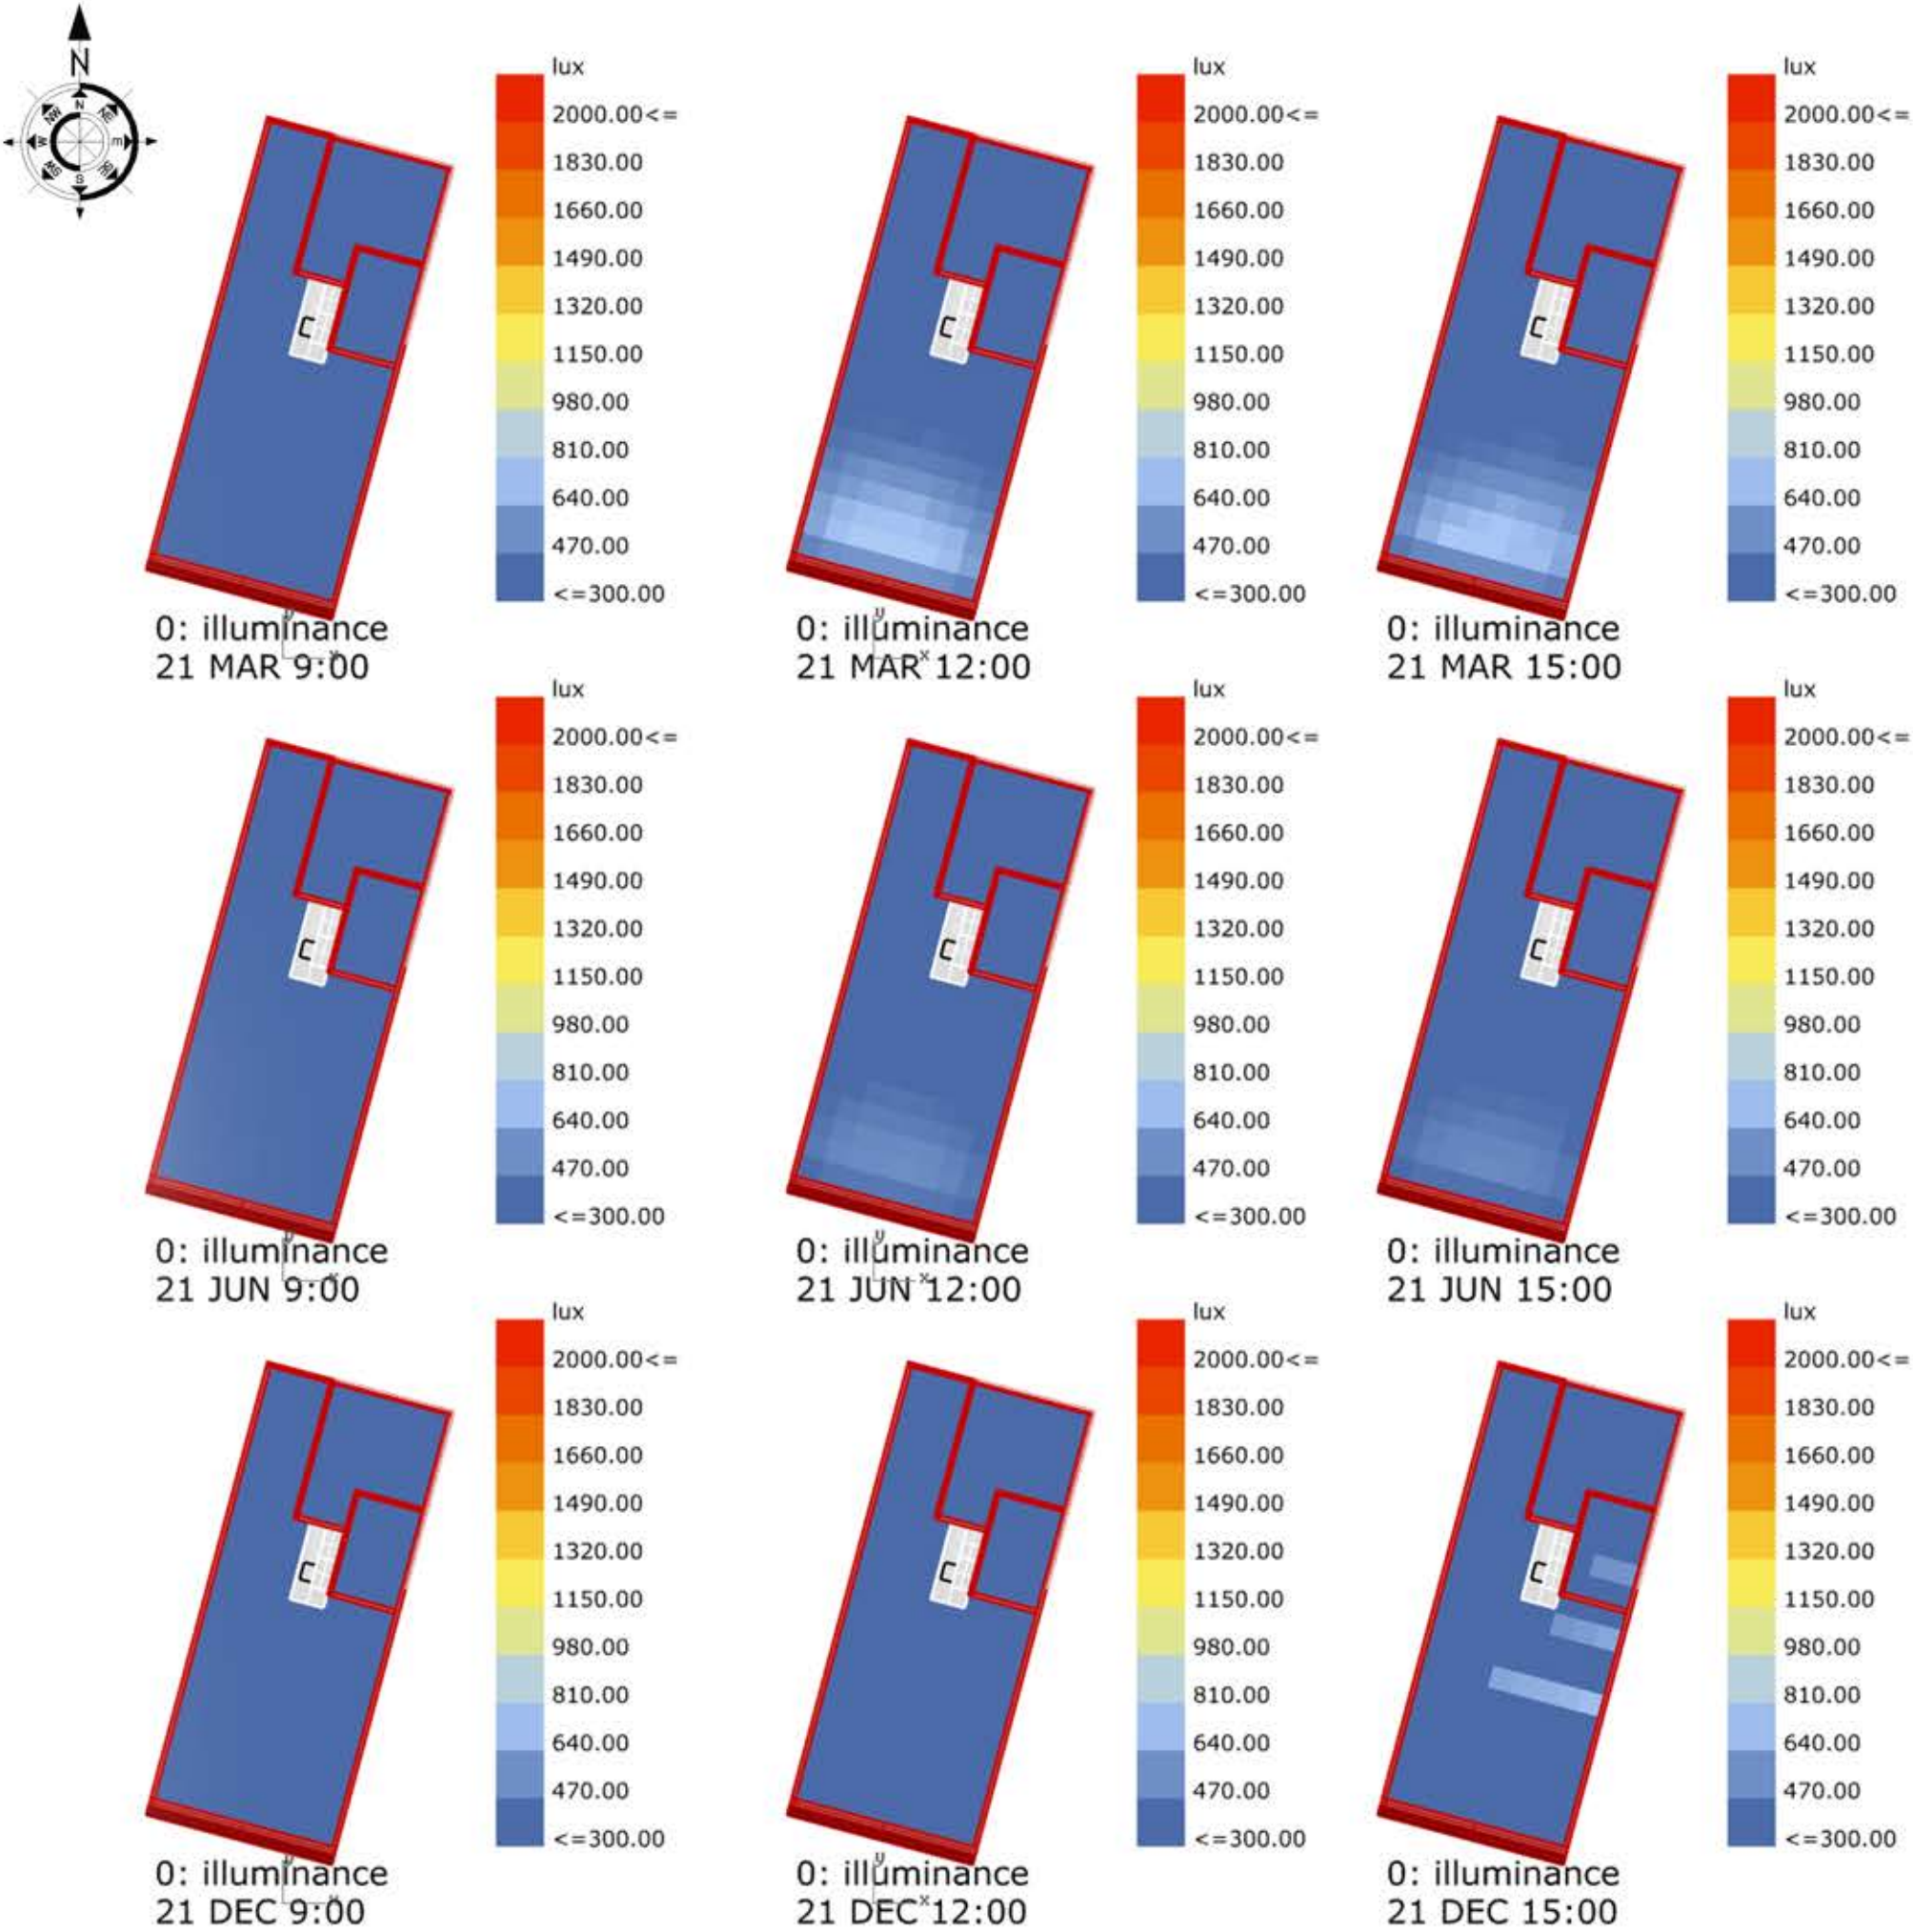 N
N
NW
NE
W
E
SW
SE
S
lux
2000.00<=
1830.00
1660.00
1490.00
1320.00
1150.00
980.00
810.00
640.00
470.00
<=300.00
y
x
0: illuminance
21 MAR 9:00
lux
2000.00<=
1830.00
1660.00
1490.00
1320.00
1150.00
980.00
810.00
640.00
470.00
<=300.00
y
x
0: illuminance
21 MAR 12:00
lux
2000.00<=
1830.00
1660.00
1490.00
1320.00
1150.00
980.00
810.00
640.00
470.00
<=300.00
0: illuminance
21 MAR 15:00
lux
2000.00<=
1830.00
1660.00
1490.00
1320.00
1150.00
980.00
810.00
640.00
470.00
<=300.00
y
x
0: illuminance
21 JUN 9:00
lux
2000.00<=
1830.00
1660.00
1490.00
1320.00
1150.00
980.00
810.00
640.00
470.00
<=300.00
y
x
0: illuminance
21 JUN 12:00
lux
2000.00<=
1830.00
1660.00
1490.00
1320.00
1150.00
980.00
810.00
640.00
470.00
<=300.00
0: illuminance
21 JUN 15:00
lux
2000.00<=
1830.00
1660.00
1490.00
1320.00
1150.00
980.00
810.00
640.00
470.00
<=300.00
y
x
0: illuminance
21 DEC 9:00
lux
2000.00<=
1830.00
1660.00
1490.00
1320.00
1150.00
980.00
810.00
640.00
470.00
<=300.00
y
x
0: illuminance
21 DEC 12:00
lux
2000.00<=
1830.00
1660.00
1490.00
1320.00
1150.00
980.00
810.00
640.00
470.00
<=300.00
0: illuminance
21 DEC 15:00